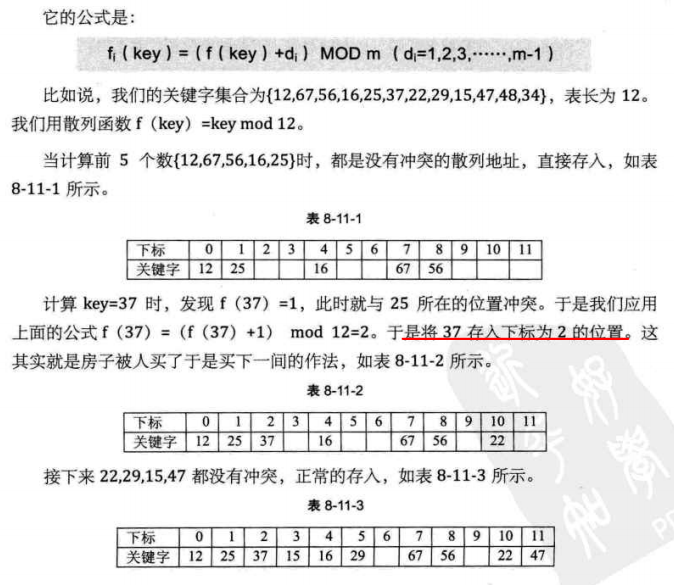 它的公式是:
fᵢ ( key ) = ( f ( key ) +dᵢ ) MOD m ( dᵢ=1,2,3,……,m-1 )
比如说，我们的关键字集合为{12,67,56,16,25,37,22,29,15,47,48,34}，表长为 12。
我们用散列函数 f（key）=key mod 12。
当计算前 5 个数{12,67,56,16,25}时，都是没有冲突的散列地址，直接存入，如表
8-11-1 所示。
表 8-11-1
下标 0 1 2 3 4 5 6 7 8 9 10 11
关键字 12 25 16 67 56
计算 key=37 时，发现 f（37）=1，此时就与 25 所在的位置冲突。于是我们应用
上面的公式 f（37）=（f（37）+1） mod 12=2。于是将 37 存入下标为 2 的位置。这
其实就是房子被人买了于是买下一间的作法，如表 8-11-2 所示。
表 8-11-2
下标 0 1 2 3 4 5 6 7 8 9 10 11
关键字 12 25 37 16 67 56 22
接下来 22,29,15,47 都没有冲突，正常的存入，如表 8-11-3 所示。
表 8-11-3
下标 0 1 2 3 4 5 6 7 8 9 10 11
关键字 12 25 37 15 16 29 67 56 22 47